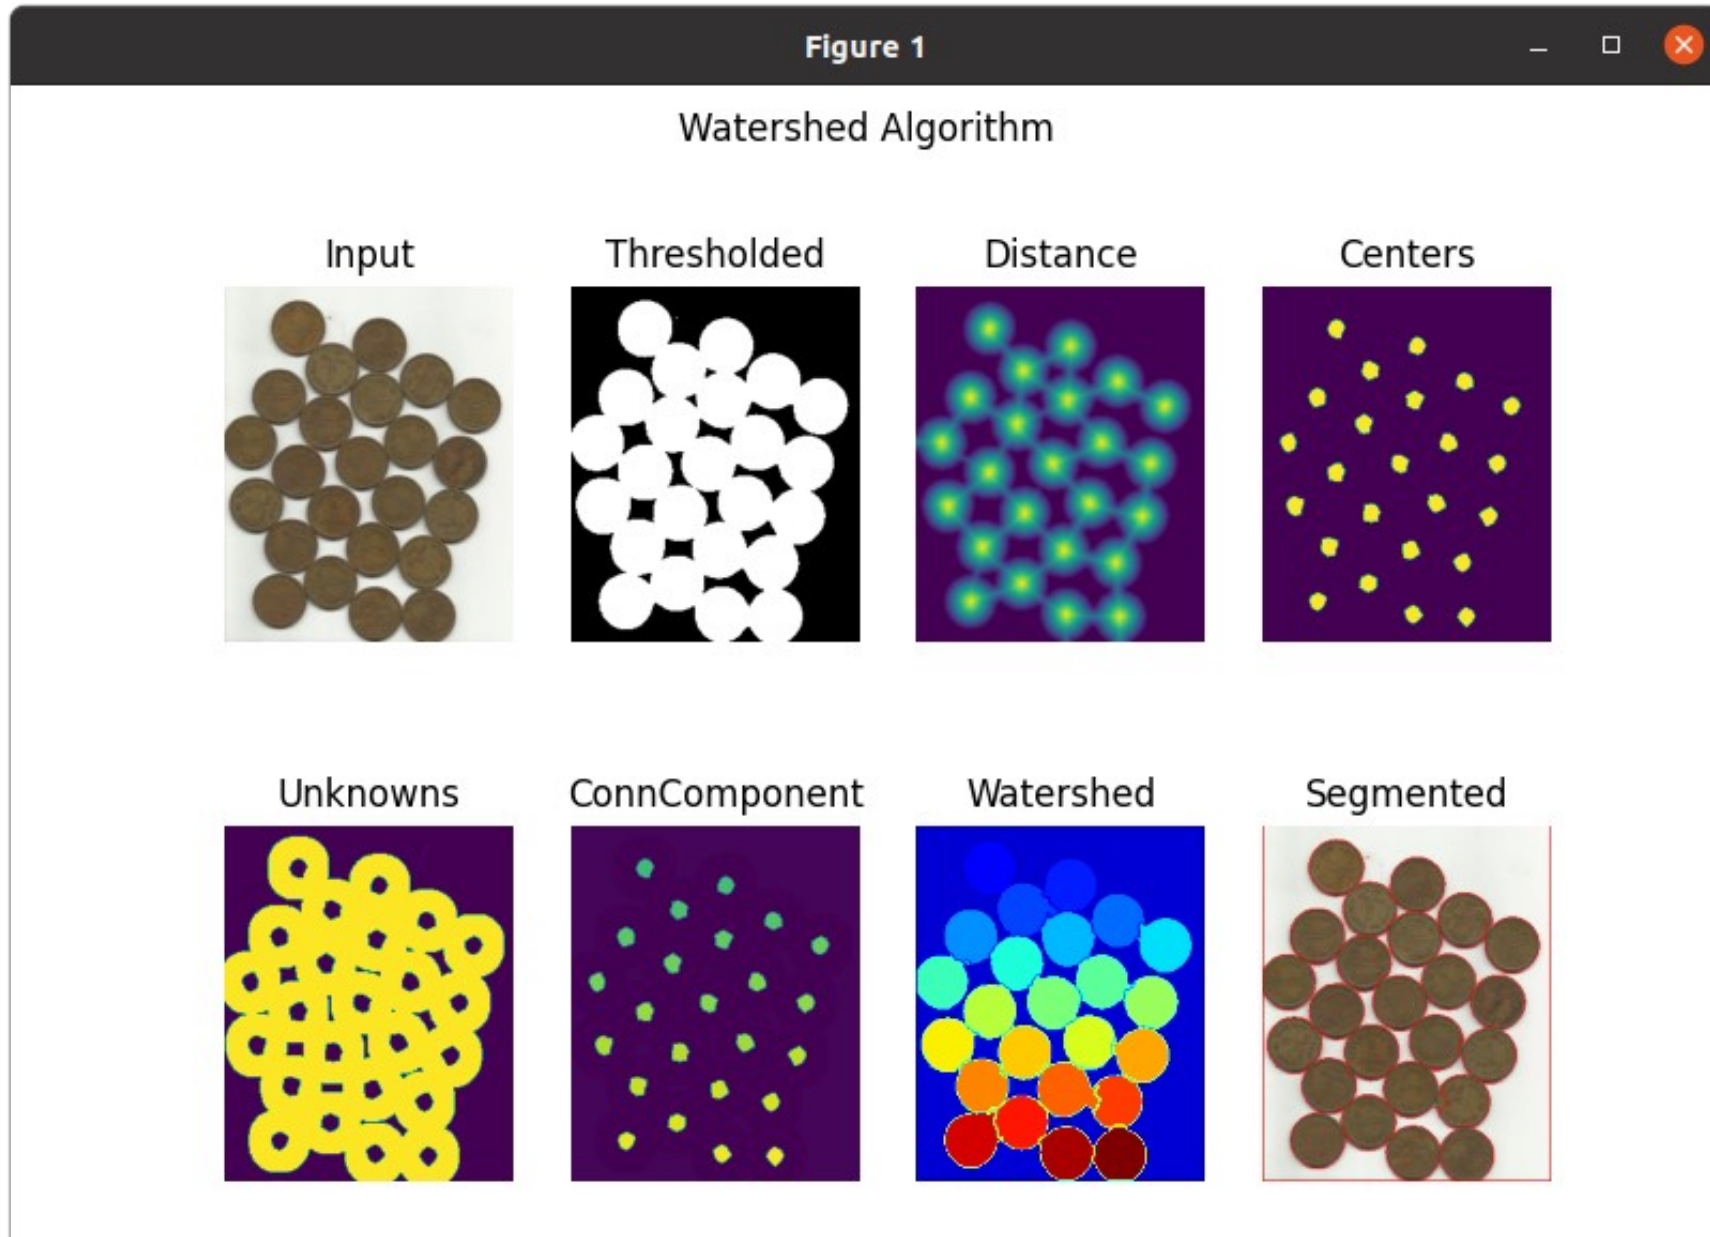 Figure 1
Watershed Algorithm
Input Thresholded Distance Centers
Unknowns ConnComponent Watershed Segmented